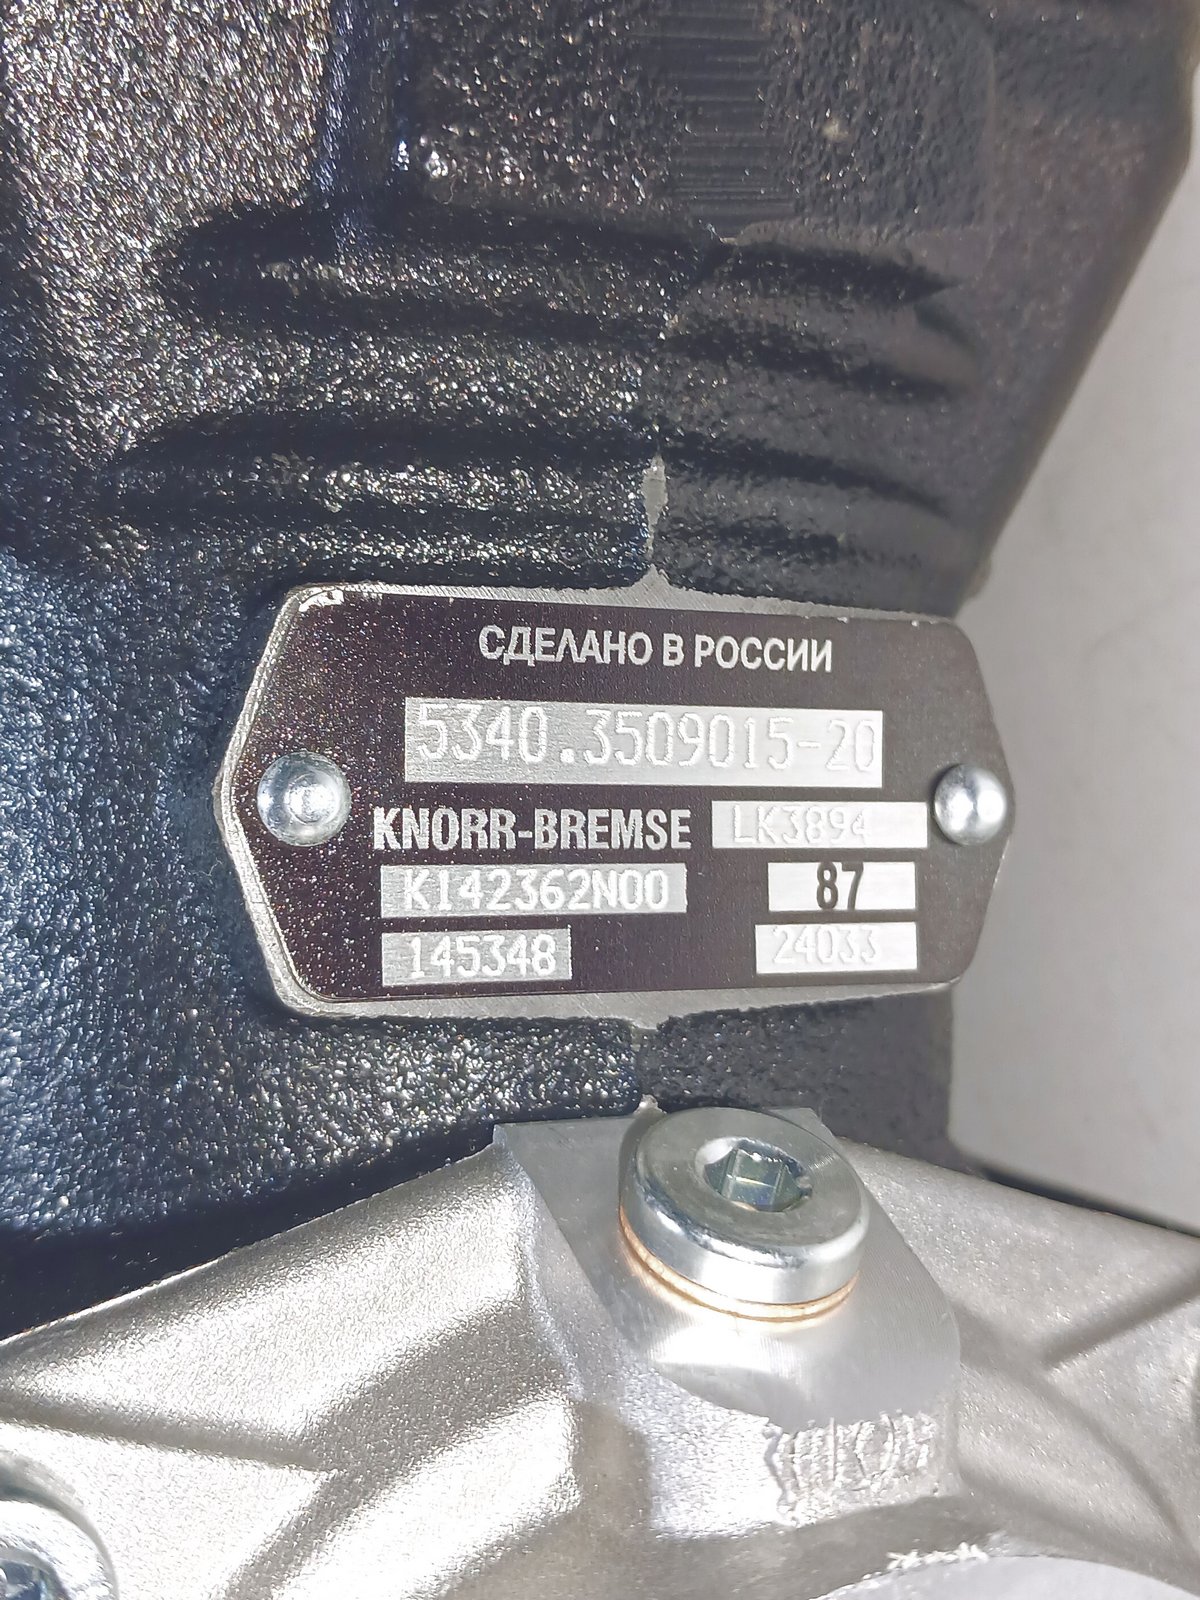 СДЕЛАНО В РОССИИ
5340.3509015-20
KNORR-BREMSE LK3894
K142362N00 87
145348 24033